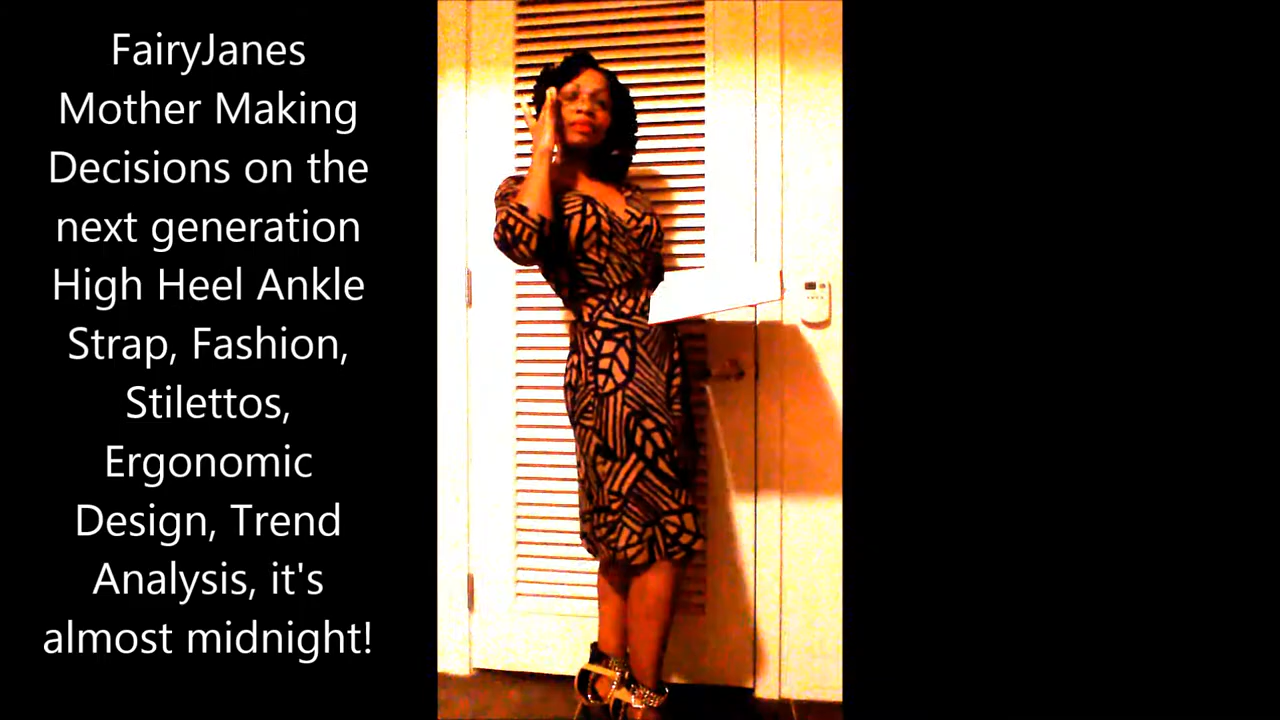 FairyJanes
Mother Making
Decisions on the
next generation
High Heel Ankle
Strap, Fashion,
Stilettos,
Ergonomic
Design, Trend
Analysis, it's
almost midnight!